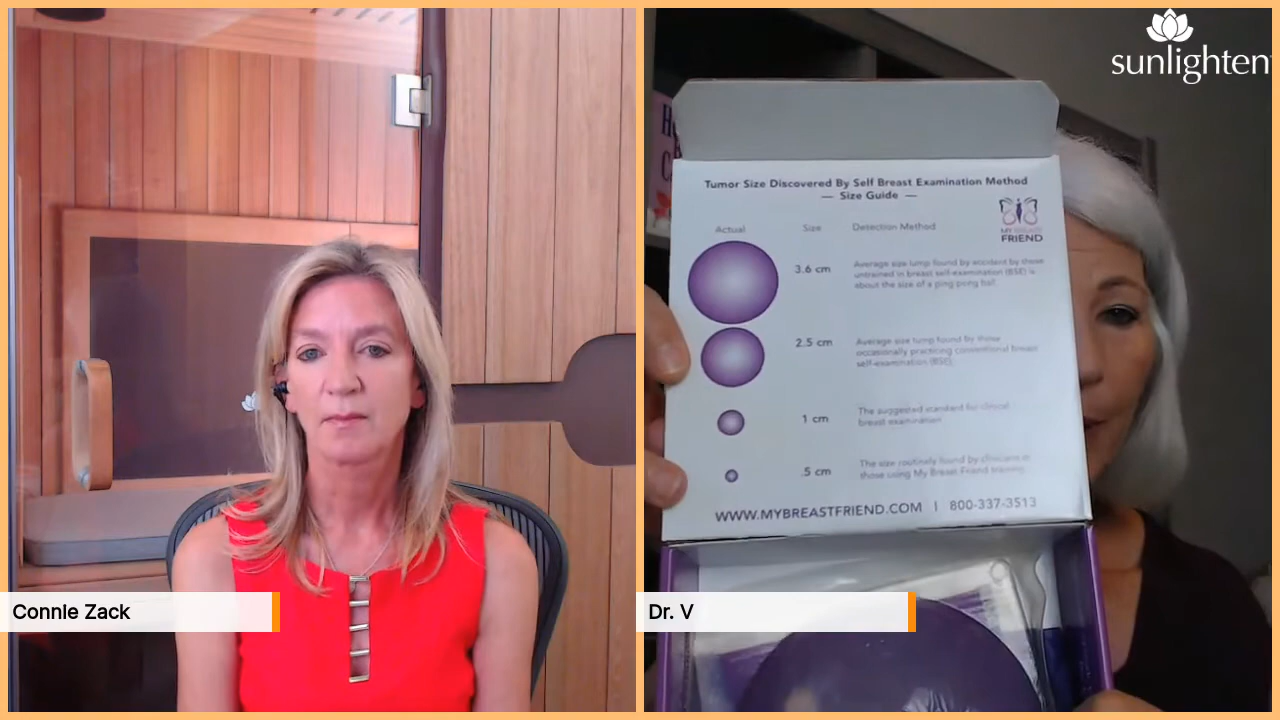 sunlighten
H
C
Tumor Size Discovered By Self Breast Examination Method
— Size Guide —
MY BREAST
FRIEND
Actual Size Detection Method
3.6 cm
Average size lump found by accident by those
untrained in breast self-examination (BSE) is
about the size of a ping pong ball.
2.5 cm
Average size lump found by those
occasionally practicing conventional breast
self-examination (BSE).
1 cm
The suggested standard for clinical
breast examination
.5 cm
The size routinely found by clinicians or
those using My Breast Friend training.
WWW.MYBREASTFRIEND.COM | 800-337-3513
Connie Zack
Dr. V